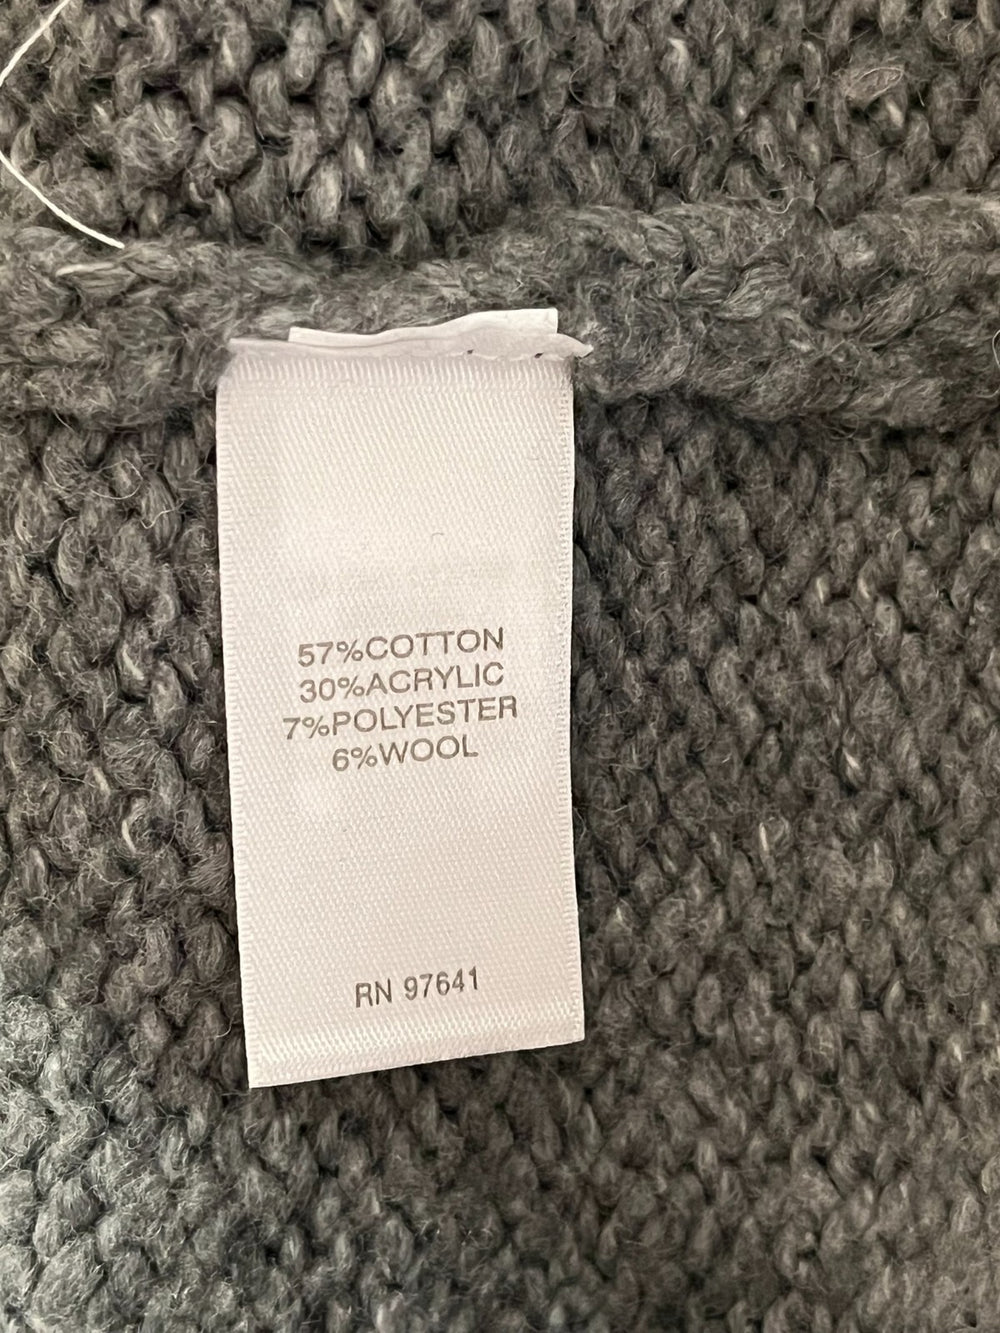 57%COTTON
30%ACRYLIC
7%POLYESTER
6%WOOL
RN 97641